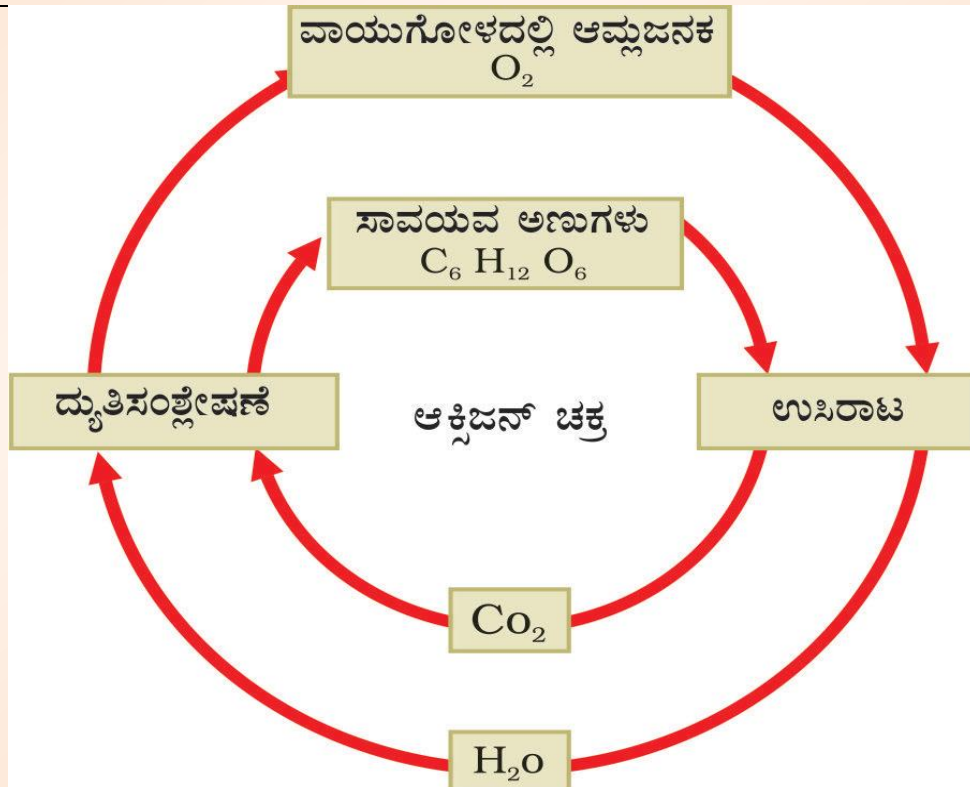 ವಾಯುಗೋಳದಲ್ಲಿ ಆಮ್ಲಜನಕ
O₂
ಸಾವಯವ ಅಣುಗಳು
C₆ H₁₂ O₆
ದ್ಯುತಿಸಂಶ್ಲೇಷಣೆ
ಆಕ್ಸಿಜನ್ ಚಕ್ರ
ಉಸಿರಾಟ
Co₂
H₂o